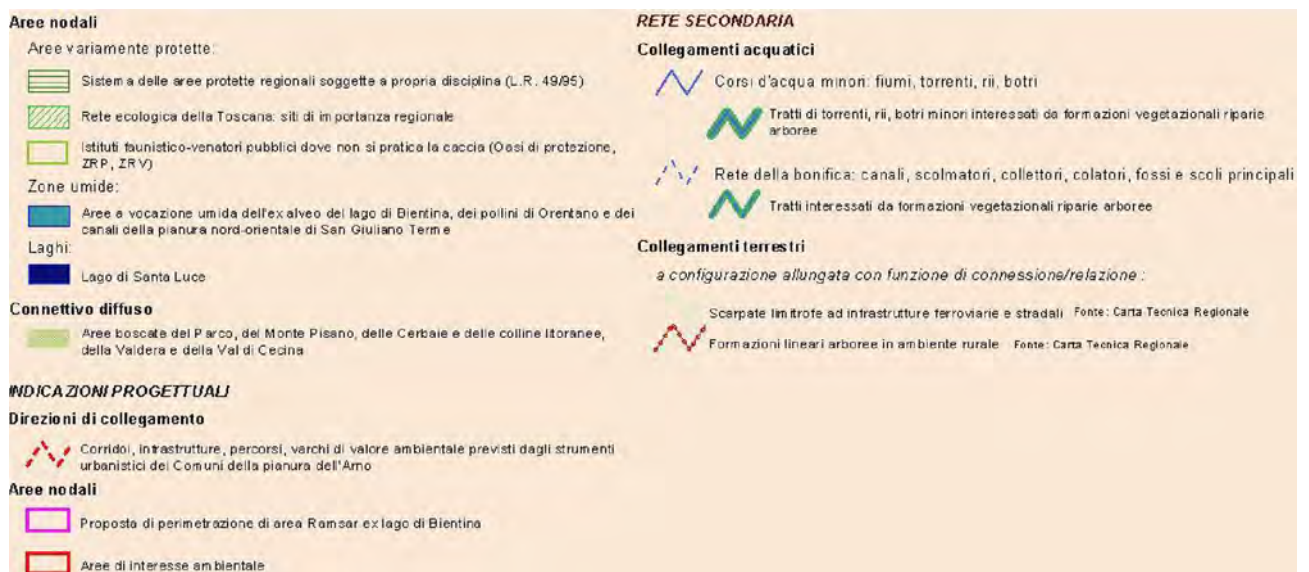 Aree nodali
Aree variamente protette:
Sistema delle aree protette regionali soggette a propria disciplina (L.R. 49/95)
Rete ecologica della Toscana: siti di importanza regionale
Istituti faunistico-venatori pubblici dove non si pratica la caccia (Oasi di protezione,
ZRP, ZRV)
Zone umide:
Aree a vocazione umida dell'ex alveo del lago di Bientina, dei pollini di Orentano e dei
canali della pianura nord-orientale di San Giuliano Terme
Laghi:
Lago di Santa Luce
Connettivo diffuso
Aree boscate del Parco, del Monte Pisano, delle Cerbaie e delle colline litoranee,
della Valdera e della Val di Cecina
INDICAZIONI PROGETTUALI
Direzioni di collegamento
Corridoi, infrastrutture, percorsi, varchi di valore ambientale previsti dagli strumenti
urbanistici dei Comuni della pianura dell'Arno
Aree nodali
Proposta di perimetrazione di area Ramsar ex lago di Bientina
Aree di interesse ambientale
RETE SECONDARIA
Collegamenti acquatici
Corsi d'acqua minori: fiumi, torrenti, rii, botri
Tratti di torrenti, rii, botri minori interessati da formazioni vegetazionali riparie
arboree
Rete della bonifica: canali, scolmatori, collettori, colatori, fossi e scoli principali
Tratti interessati da formazioni vegetazionali riparie arboree
Collegamenti terrestri
a configurazione allungata con funzione di connessione/relazione :
Scarpate limitrofe ad infrastrutture ferroviarie e stradali Fonte: Carta Tecnica Regionale
Formazioni lineari arboree in ambiente rurale Fonte: Carta Tecnica Regionale